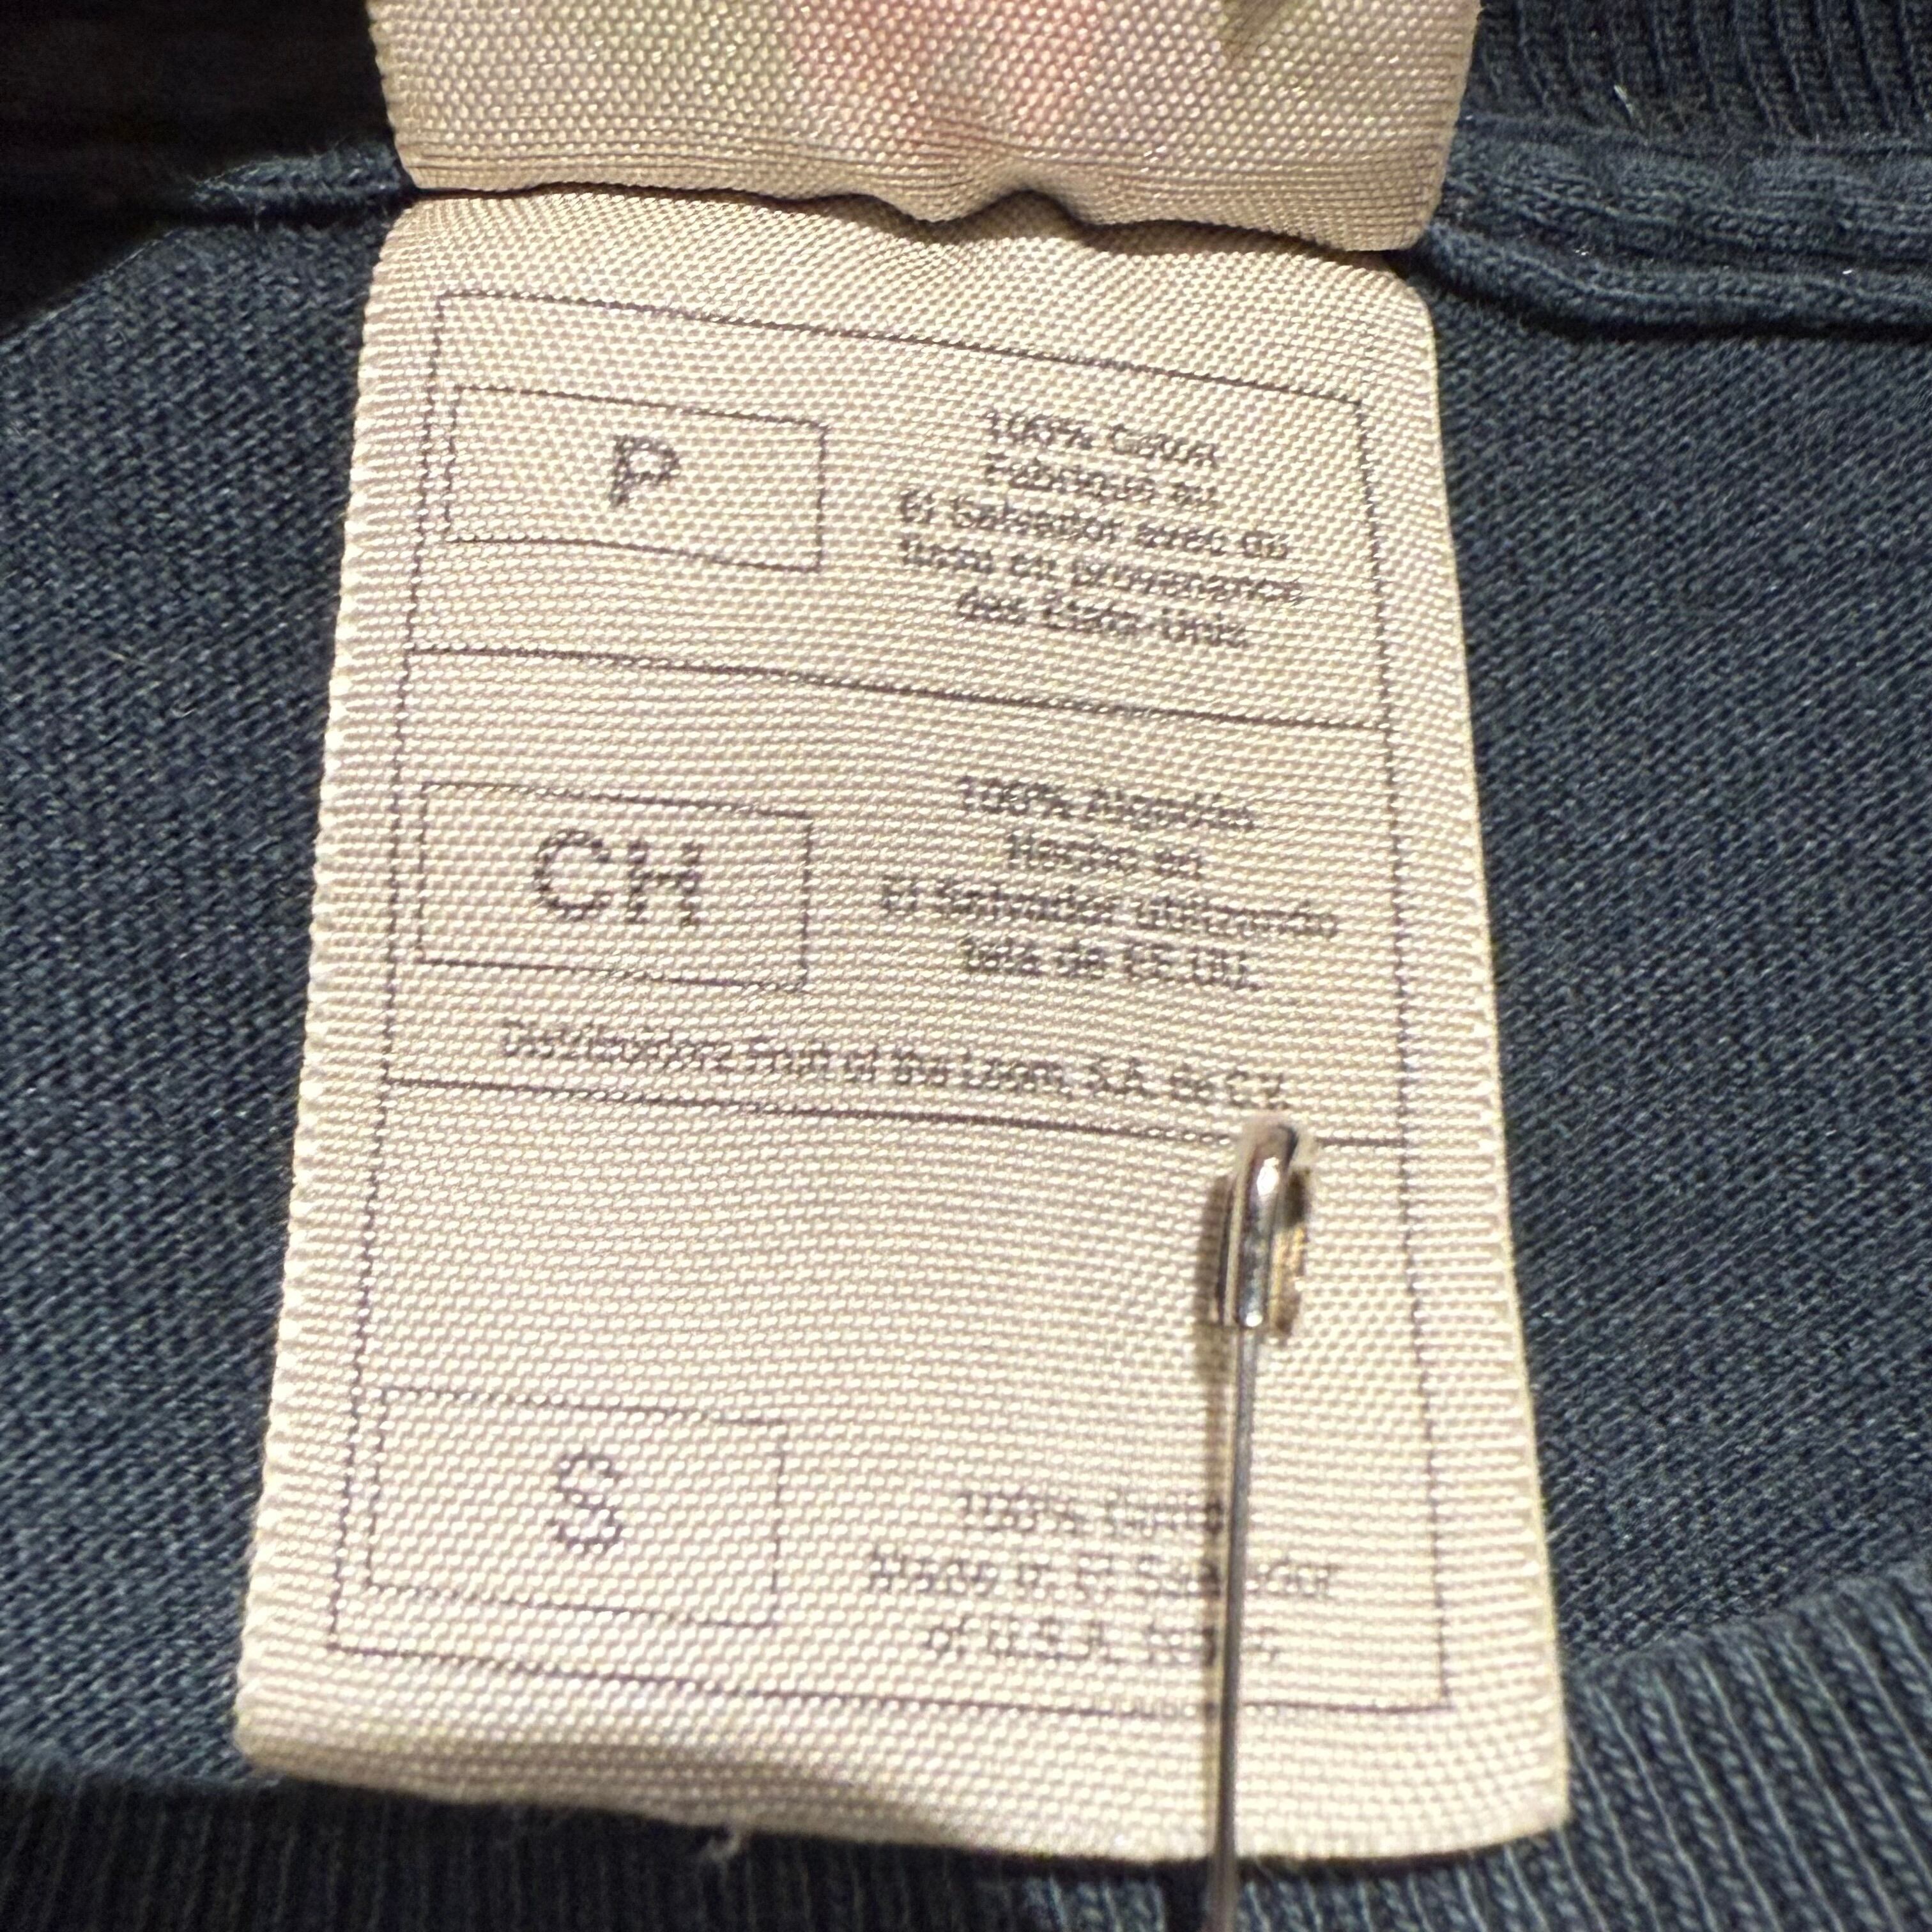 P
100% Coton
Fabriqué au
El Salvador avec du
tissu en provenance
des États-Unis.
CH
100% Algodón
Hecho en
El Salvador utilizando
tela de EE.UU.
Distribuidora Fruit of the Loom, S.A. de C.V.
S
100%
Made in El Salvador
of U.S.A.